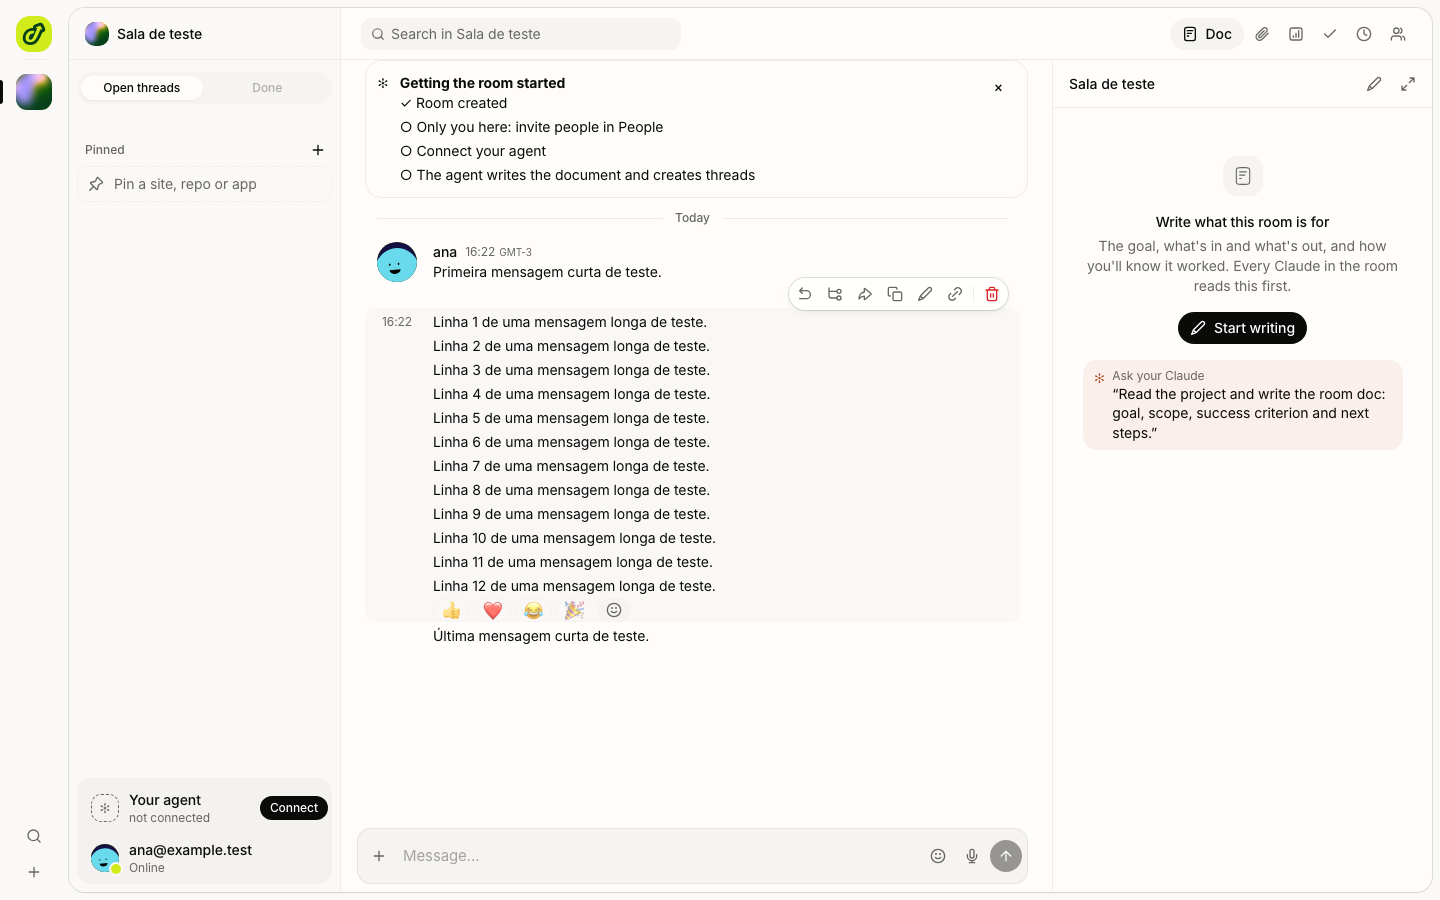 Sala de teste
Search in Sala de teste
Doc
Open threads
Done
Pinned
Pin a site, repo or app
Getting the room started
Room created
Only you here: invite people in People
Connect your agent
The agent writes the document and creates threads
Today
ana 16:22 GMT-3
Primeira mensagem curta de teste.
16:22 Linha 1 de uma mensagem longa de teste.
Linha 2 de uma mensagem longa de teste.
Linha 3 de uma mensagem longa de teste.
Linha 4 de uma mensagem longa de teste.
Linha 5 de uma mensagem longa de teste.
Linha 6 de uma mensagem longa de teste.
Linha 7 de uma mensagem longa de teste.
Linha 8 de uma mensagem longa de teste.
Linha 9 de uma mensagem longa de teste.
Linha 10 de uma mensagem longa de teste.
Linha 11 de uma mensagem longa de teste.
Linha 12 de uma mensagem longa de teste.
Última mensagem curta de teste.
Message...
Your agent
not connected
Connect
ana@example.test
Online
Sala de teste
Write what this room is for
The goal, what's in and what's out, and how
you'll know it worked. Every Claude in the room
reads this first.
Start writing
Ask your Claude
“Read the project and write the room doc:
goal, scope, success criterion and next
steps.”